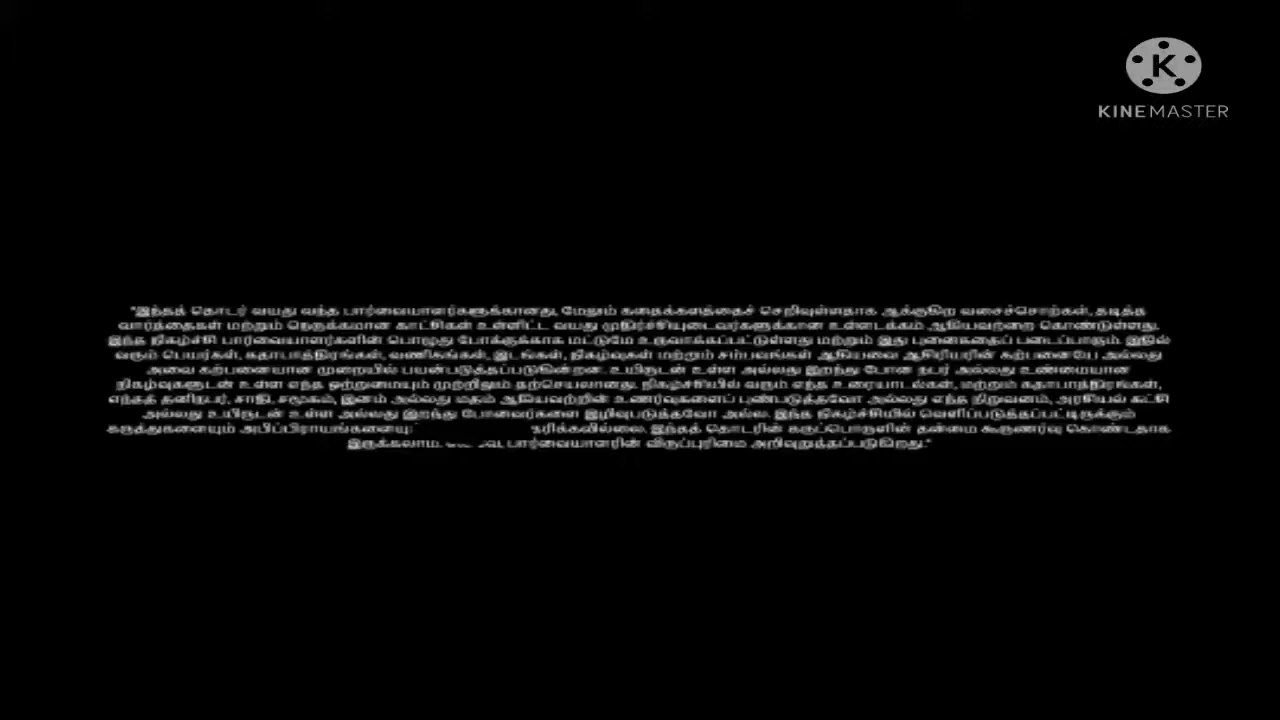 KINEMASTER
"இந்தத் தொடர் வயது வந்த பார்வையாளர்களுக்கானது, மேலும் கதைக்களத்தைச் செறிவுள்ளதாக ஆக்குகிற வசைச்சொற்கள், தடித்த
வார்த்தைகள் மற்றும் நெருக்கமான காட்சிகள் உள்ளிட்ட வயது முதிர்ச்சியுடைவர்களுக்கான உள்ளடக்கம் ஆகியவற்றை கொண்டுள்ளது.
இந்த நிகழ்ச்சி பார்வையாளர்களின் பொழுது போக்குக்காக மட்டுமே உருவாக்கப்பட்டுள்ளது மற்றும் இது புனைகதைப் படைப்பாகும். இதில்
வரும் பெயர்கள், கதாபாத்திரங்கள், வணிகங்கள், இடங்கள், நிகழ்வுகள் மற்றும் சம்பவங்கள் ஆகியவை ஆசிரியரின் கற்பனையே அல்லது
அவை கற்பனையான முறையில் பயன்படுத்தப்படுகின்றன. உயிருடன் உள்ள அல்லது இறந்து போன நபர் அல்லது உண்மையான
நிகழ்வுகளுடன் உள்ள எந்த ஒற்றுமையும் முற்றிலும் தற்செயலானது. நிகழ்ச்சியில் வரும் எந்த உரையாடல்கள், மற்றும் கதாபாத்திரங்கள்,
எந்தத் தனிநபர், சாதி, சமூகம், இனம் அல்லது மதம் ஆகியவற்றின் உணர்வுகளைப் புண்படுத்தவோ அல்லது எந்த நிறுவனம், அரசியல் கட்சி
அல்லது உயிருடன் உள்ள அல்லது இறந்து போனவர்களை இழிவுபடுத்தவோ அல்ல. இந்த நிகழ்ச்சியில் வெளிப்படுத்தப்பட்டிருக்கும்
கருத்துகளையும் அபிப்பிராயங்களையு இந்தத் தொடரின் கருப்பொருளின் தன்மை கூருணர்வு கொண்டதாக
இருக்கலாம். பார்வையாளரின் விருப்புரிமை அறிவுறுத்தப்படுகிறது."